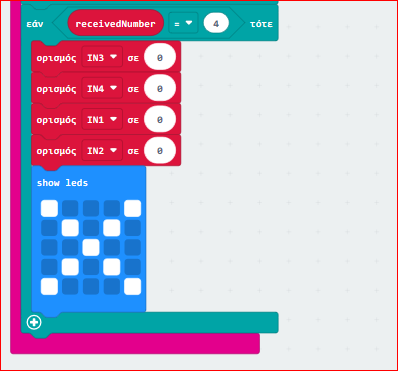 εάν receivedNumber = 4 τότε
ορισμός IN3 σε 0
ορισμός IN4 σε 0
ορισμός IN1 σε 0
ορισμός IN2 σε 0
show leds